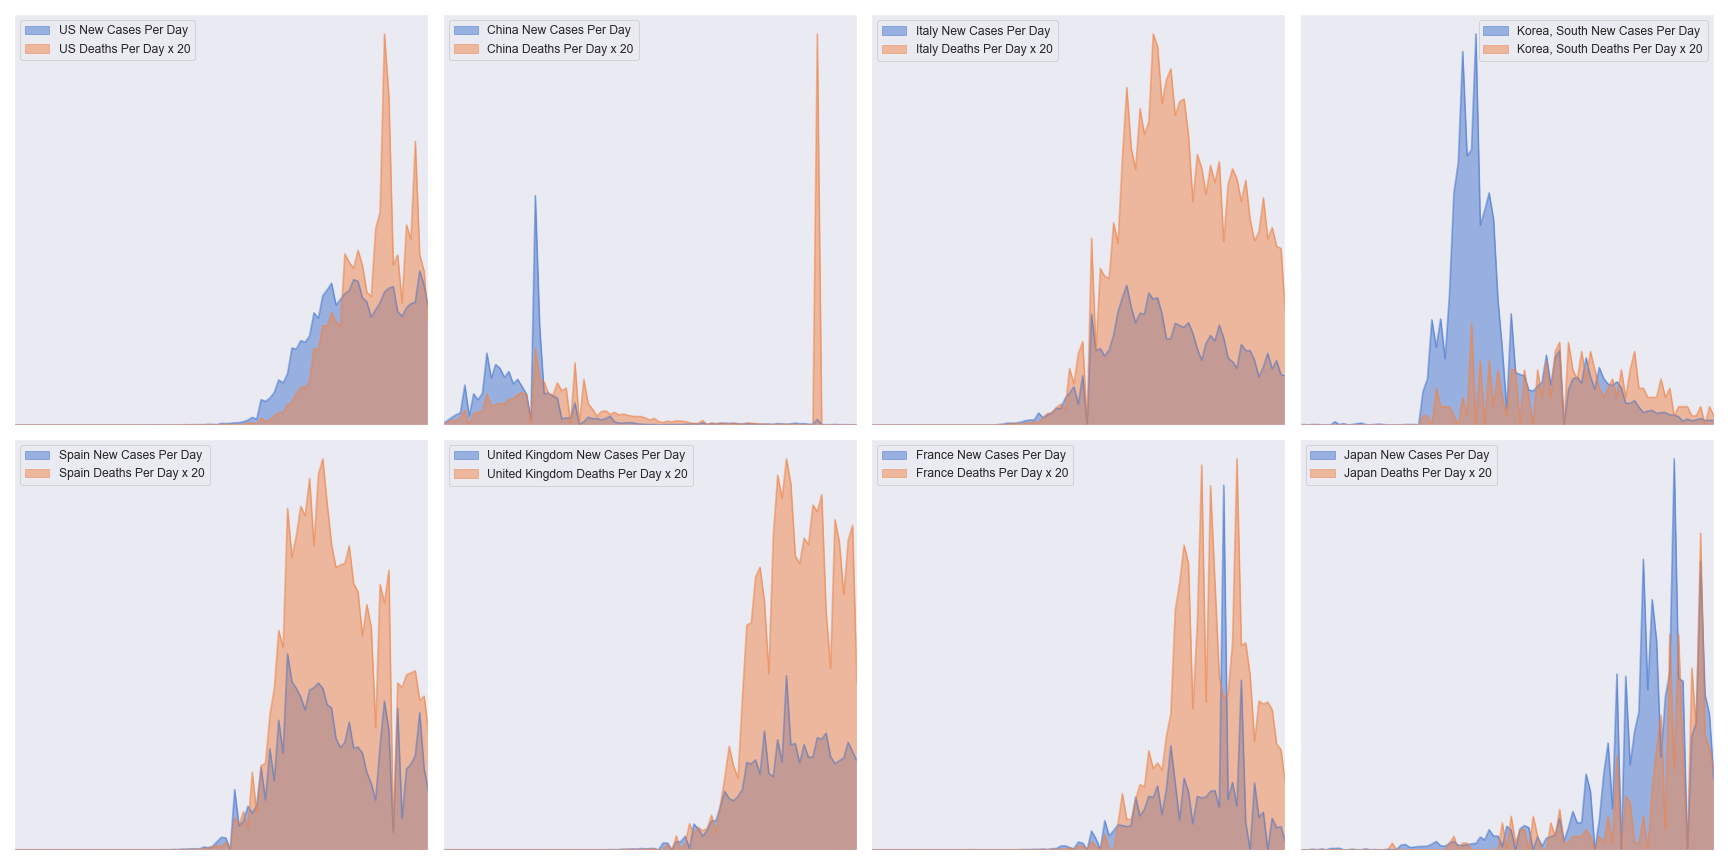 US New Cases Per Day
US Deaths Per Day x 20
China New Cases Per Day
China Deaths Per Day x 20
Italy New Cases Per Day
Italy Deaths Per Day x 20
Korea, South New Cases Per Day
Korea, South Deaths Per Day x 20
Spain New Cases Per Day
Spain Deaths Per Day x 20
United Kingdom New Cases Per Day
United Kingdom Deaths Per Day x 20
France New Cases Per Day
France Deaths Per Day x 20
Japan New Cases Per Day
Japan Deaths Per Day x 20